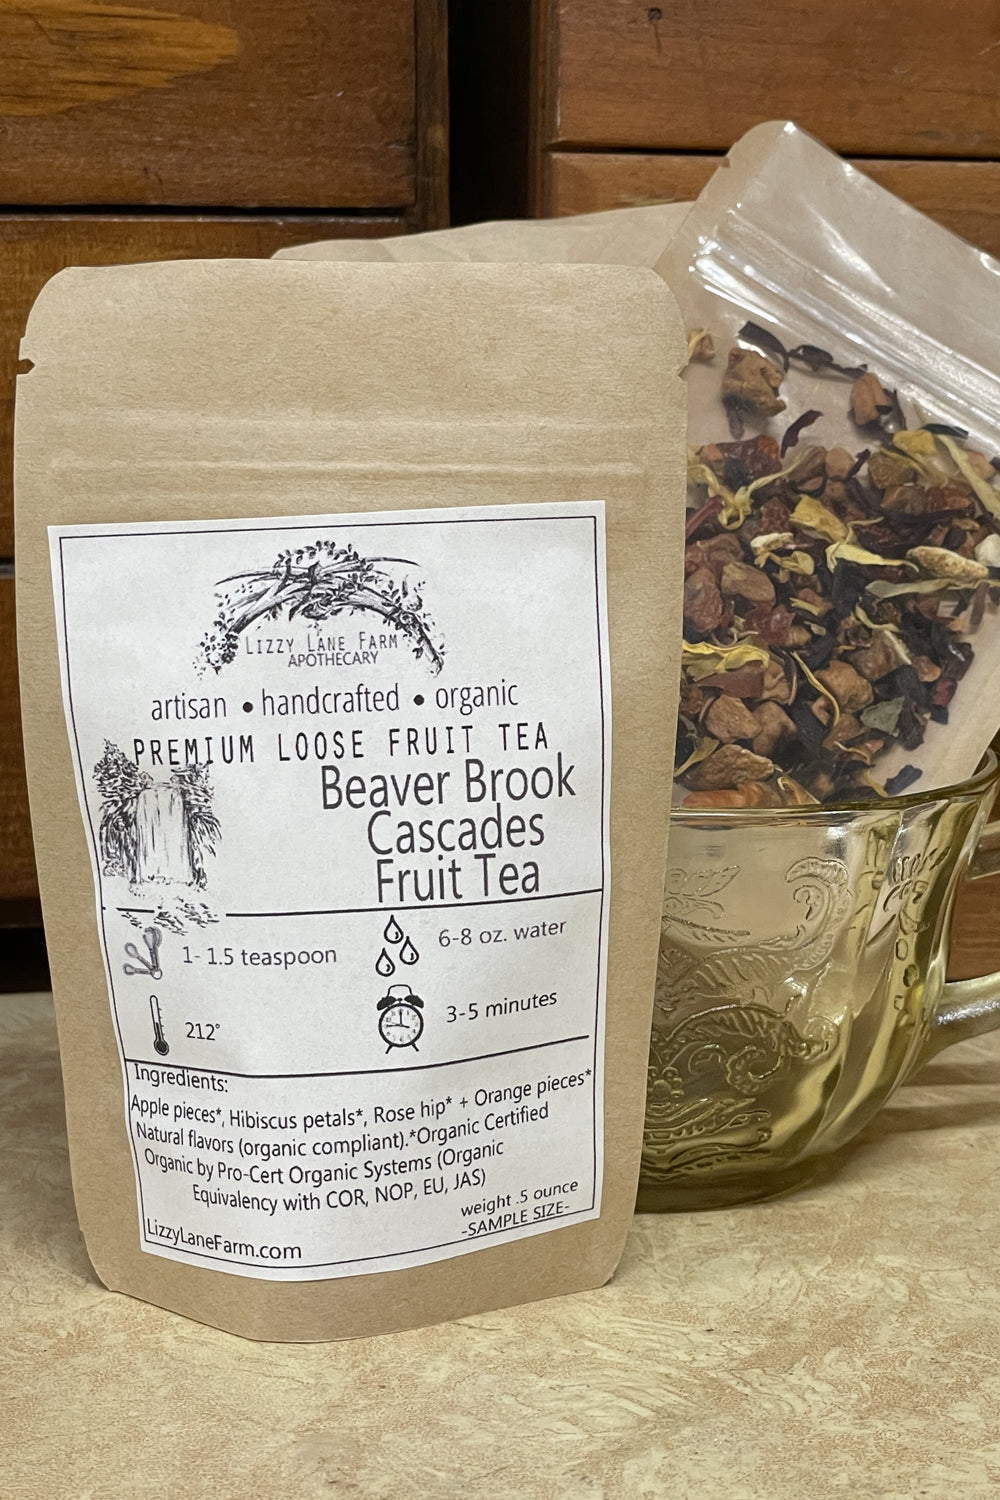 LIZZY LANE FARM
APOTHECARY
artisan • handcrafted • organic
PREMIUM LOOSE FRUIT TEA
Beaver Brook
Cascades
Fruit Tea
1- 1.5 teaspoon
6-8 oz. water
212°
3-5 minutes
Ingredients:
Apple pieces*, Hibiscus petals*, Rose hip* + Orange pieces*
Natural flavors (organic compliant).*Organic Certified
Organic by Pro-Cert Organic Systems (Organic
Equivalency with COR, NOP, EU, JAS)
weight .5 ounce
-SAMPLE SIZE-
LizzyLaneFarm.com